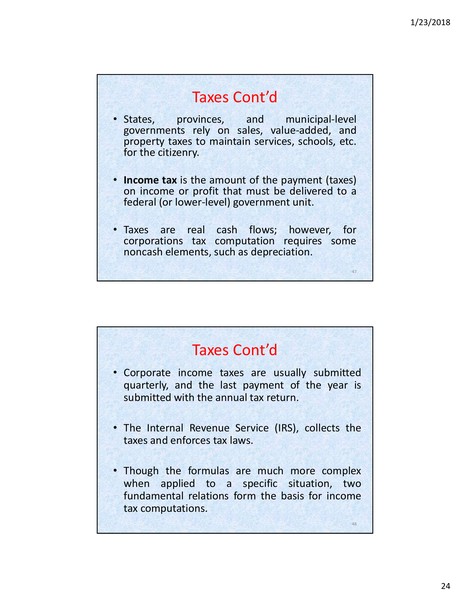 1/23/2018
Taxes Cont’d
• States, provinces, and municipal-level
governments rely on sales, value-added, and
property taxes to maintain services, schools, etc.
for the citizenry.
• Income tax is the amount of the payment (taxes)
on income or profit that must be delivered to a
federal (or lower-level) government unit.
• Taxes are real cash flows; however, for
corporations tax computation requires some
noncash elements, such as depreciation.
Taxes Cont’d
• Corporate income taxes are usually submitted
quarterly, and the last payment of the year is
submitted with the annual tax return.
• The Internal Revenue Service (IRS), collects the
taxes and enforces tax laws.
• Though the formulas are much more complex
when applied to a specific situation, two
fundamental relations form the basis for income
tax computations.
24